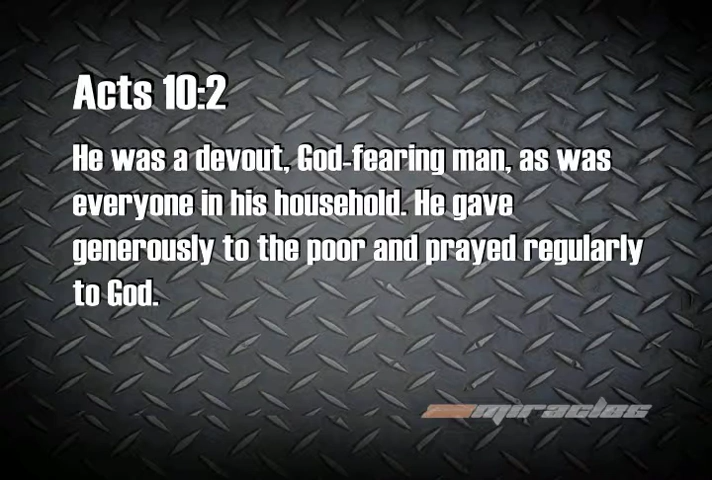 Acts 10:2
He was a devout, God-fearing man, as was
everyone in his household. He gave
generously to the poor and prayed regularly
to God.
miracles